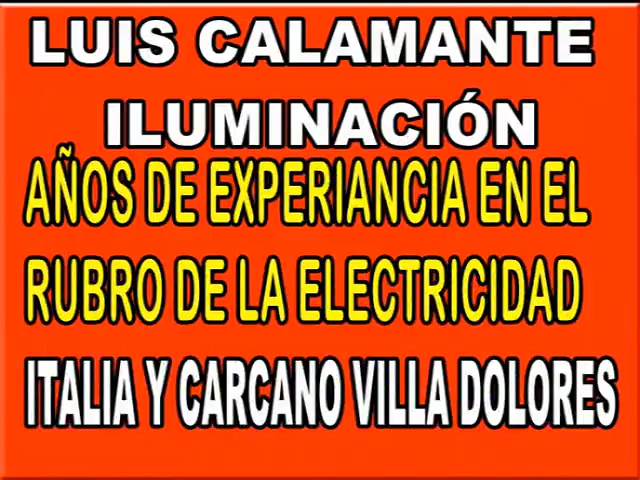 LUIS CALAMANTE
ILUMINACIÓN
AÑOS DE EXPERIANCIA EN EL
RUBRO DE LA ELECTRICIDAD
ITALIA Y CARCANO VILLA DOLORES